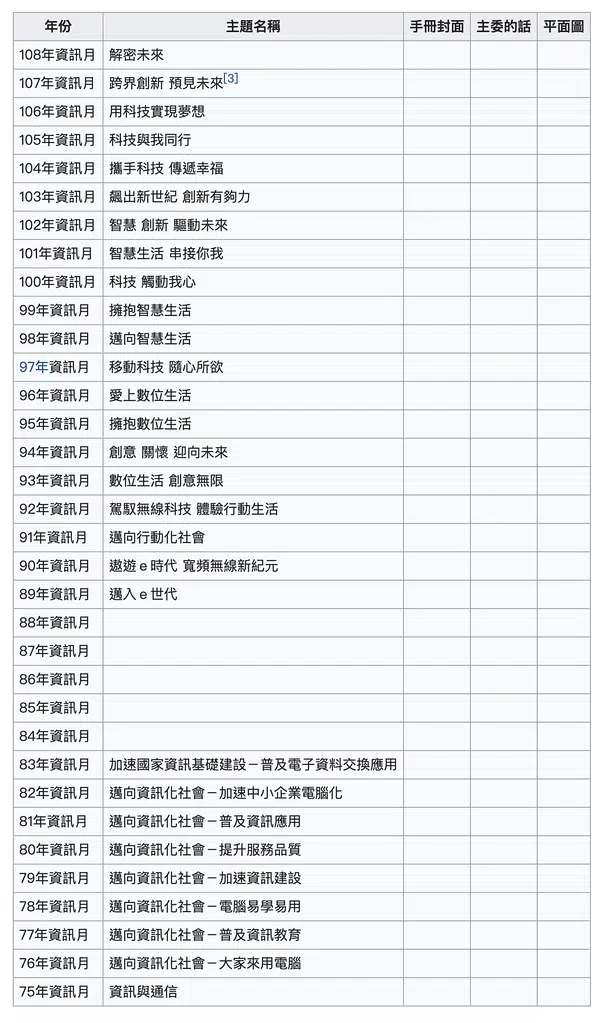 年份 主題名稱 手冊封面 主委的話 平面圖
108年資訊月 解密未來
107年資訊月 跨界創新 預見未來[3]
106年資訊月 用科技實現夢想
105年資訊月 科技與我同行
104年資訊月 攜手科技 傳遞幸福
103年資訊月 飆出新世紀 創新有夠力
102年資訊月 智慧 創新 驅動未來
101年資訊月 智慧生活 串接你我
100年資訊月 科技 觸動我心
99年資訊月 擁抱智慧生活
98年資訊月 邁向智慧生活
97年資訊月 移動科技 隨心所欲
96年資訊月 愛上數位生活
95年資訊月 擁抱數位生活
94年資訊月 創意 關懷 迎向未來
93年資訊月 數位生活 創意無限
92年資訊月 駕馭無線科技 體驗行動生活
91年資訊月 邁向行動化社會
90年資訊月 遨遊e時代 寬頻無線新紀元
89年資訊月 邁入e世代
88年資訊月
87年資訊月
86年資訊月
85年資訊月
84年資訊月
83年資訊月 加速國家資訊基礎建設－普及電子資料交換應用
82年資訊月 邁向資訊化社會－加速中小企業電腦化
81年資訊月 邁向資訊化社會－普及資訊應用
80年資訊月 邁向資訊化社會－提升服務品質
79年資訊月 邁向資訊化社會－加速資訊建設
78年資訊月 邁向資訊化社會－電腦易學易用
77年資訊月 邁向資訊化社會－普及資訊教育
76年資訊月 邁向資訊化社會－大家來用電腦
75年資訊月 資訊與通信